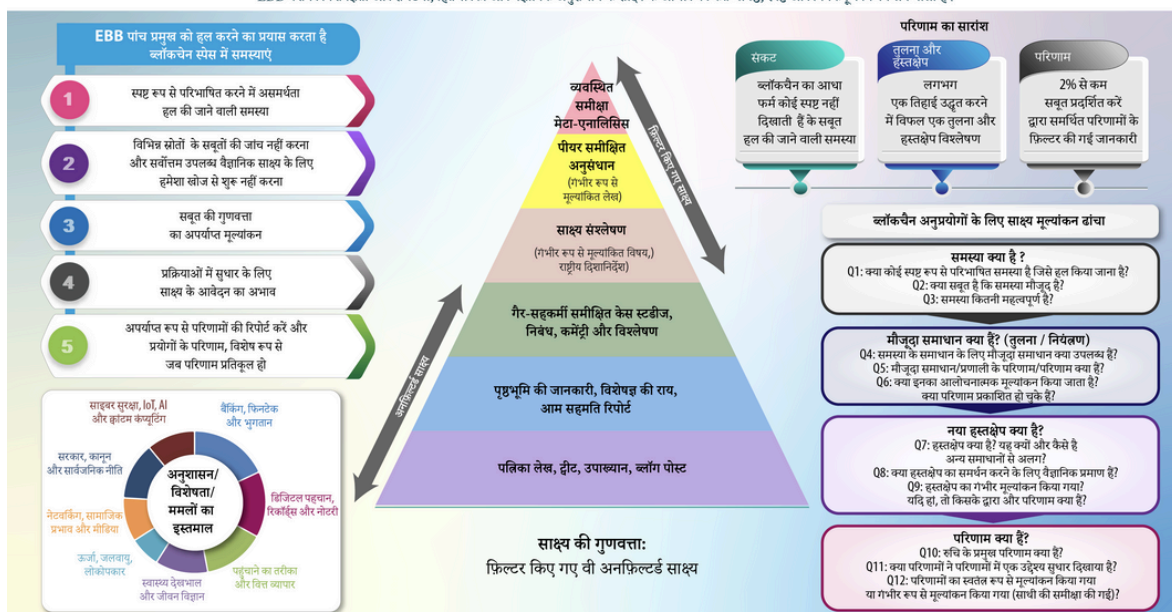 EBB पांच प्रमुख को हल करने का प्रयास करता है
ब्लॉकचेन स्पेस में समस्याएं
1
स्पष्ट रूप से परिभाषित करने में असमर्थता
हल की जाने वाली समस्या
2
विभिन्न स्रोतों के सबूतों की जांच नहीं करना
और सर्वोत्तम उपलब्ध वैज्ञानिक साक्ष्य के लिए
हमेशा खोज से शुरू नहीं करना
3
सबूत की गुणवत्ता
का अपर्याप्त मूल्यांकन
4
प्रक्रियाओं में सुधार के लिए
साक्ष्य के आवेदन का अभाव
5
अपर्याप्त रूप से परिणामों की रिपोर्ट करें और
प्रयोगों के परिणाम, विशेष रूप से
जब परिणाम प्रतिकूल हो
साइबर सुरक्षा, IoT, AI
और क्वांटम कंप्यूटिंग
बैंकिंग, फिनटेक
और भुगतान
सरकार, कानून
और सार्वजनिक नीति
अनुशासन/
विशेषता/
ममलों का
इस्तमाल
डिजिटल पहचान,
रिकॉर्ड्स और नोटरी
नेटवर्किंग, सामाजिक
प्रभाव और मीडिया
ऊर्जा, जलवायु,
लोकोपकार
स्वास्थ्य देखभाल
और जीवन विज्ञान
पहुंचाने का तरीका
और वित्त व्यापार
व्यवस्थित
समीक्षा
मेटा-एनालिसिस
पीयर समीक्षित
अनुसंधान
(गंभीर रूप से
मूल्यांकित लेख)
साक्ष्य संश्लेषण
(गंभीर रूप से मूल्यांकित विषय,)
राष्ट्रीय दिशानिर्देश)
गैर-सहकर्मी समीक्षित केस स्टडीज,
निबंध, कमेंट्री और विश्लेषण
पृष्ठभूमि की जानकारी, विशेषज्ञ की राय,
आम सहमति रिपोर्ट
पत्रिका लेख, ट्वीट, उपाख्यान, ब्लॉग पोस्ट
फ़िल्टर किए गए साक्ष्य
अनफ़िल्टर्ड साक्ष्य
साक्ष्य की गुणवत्ता:
फ़िल्टर किए गए वी अनफ़िल्टर्ड साक्ष्य
परिणाम का सारांश
संकट
ब्लॉकचैन का आधा
फर्म कोई स्पष्ट नहीं
दिखाती हैं के सबूत
हल की जाने वाली समस्या
तुलना और
हस्तक्षेप
लगभग
एक तिहाई उद्धृत करने
में विफल एक तुलना और
हस्तक्षेप विश्लेषण
परिणाम
2% से कम
सबूत प्रदर्शित करें
द्वारा समर्थित परिणामों के
फ़िल्टर की गई जानकारी
ब्लॉकचैन अनुप्रयोगों के लिए साक्ष्य मूल्यांकन ढांचा
समस्या क्या है ?
Q1: क्या कोई स्पष्ट रूप से परिभाषित समस्या है जिसे हल किया जाना है?
Q2: क्या सबूत है कि समस्या मौजूद है?
Q3: समस्या कितनी महत्वपूर्ण है?
मौजूदा समाधान क्या हैं? (तुलना / नियंत्रण)
Q4: समस्या के समाधान के लिए मौजूदा समाधान क्या उपलब्ध हैं?
Q5: मौजूदा समाधान/प्रणाली के परिणाम/परिणाम क्या हैं?
Q6: क्या इनका आलोचनात्मक मूल्यांकन किया जाता है?
क्या परिणाम प्रकाशित हो चुके हैं?
नया हस्तक्षेप क्या है?
Q7: हस्तक्षेप क्या है? यह क्यों और कैसे है
अन्य समाधानों से अलग?
Q8: क्या हस्तक्षेप का समर्थन करने के लिए वैज्ञानिक प्रमाण हैं?
Q9: हस्तक्षेप का गंभीर मूल्यांकन किया गया?
यदि हां, तो किसके द्वारा और परिणाम क्या हैं?
परिणाम क्या हैं?
Q10: रुचि के प्रमुख परिणाम क्या हैं?
Q11: क्या परिणामों ने परिणामों में एक उद्देश्य सुधार दिखाया है?
Q12: परिणामों का स्वतंत्र रूप से मूल्यांकन किया गया
या गंभीर रूप से मूल्यांकन किया गया (साथी की समीक्षा की गई)?